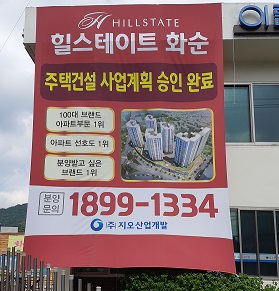 HILLSTATE
힐스테이트 화순
주택건설 사업계획 승인 완료
100대 브랜드
아파트부문 1위
아파트 선호도 1위
분양받고 싶은
브랜드 1위
분양
문의
1899-1334
(주)지오산업개발